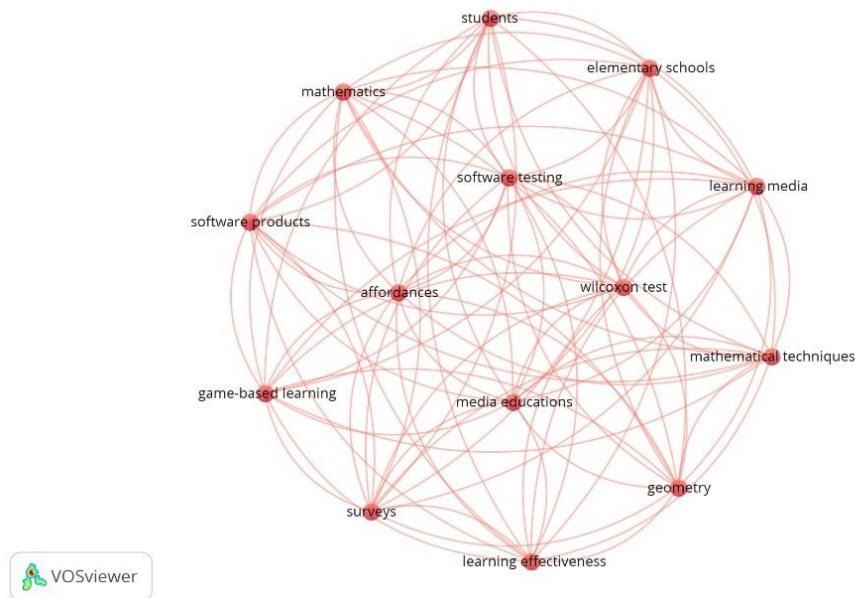 students
elementary schools
mathematics
software testing
learning media
software products
wilcoxon test
affordances
mathematical techniques
game-based learning
media educations
geometry
surveys
learning effectiveness
VOSviewer